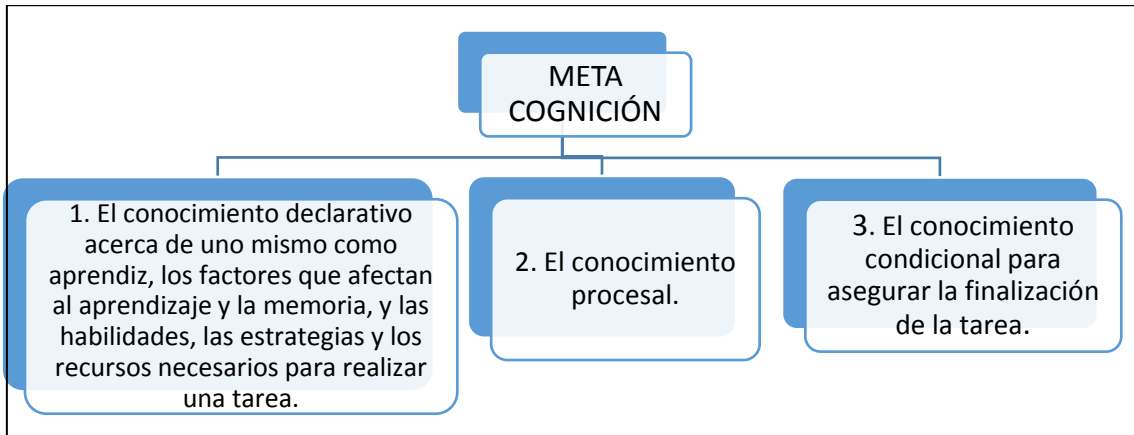 META
COGNICIÓN
1. El conocimiento declarativo
acerca de uno mismo como
aprendiz, los factores que afectan
al aprendizaje y la memoria, y las
habilidades, las estrategias y los
recursos necesarios para realizar
una tarea.
2. El conocimiento
procesal.
3. El conocimiento
condicional para
asegurar la finalización
de la tarea.